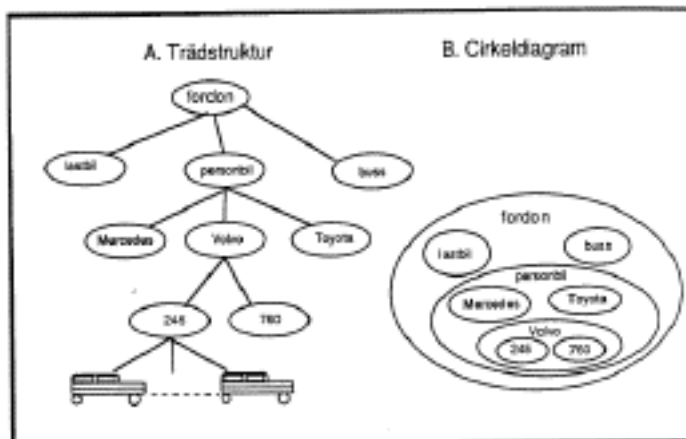 A. Trädstruktur
fordon
lastbil personbil buss
Mercedes Volvo Toyota
245 760
B. Cirkeldiagram
fordon
lastbil buss
personbil
Mercedes Toyota
Volvo
245 760